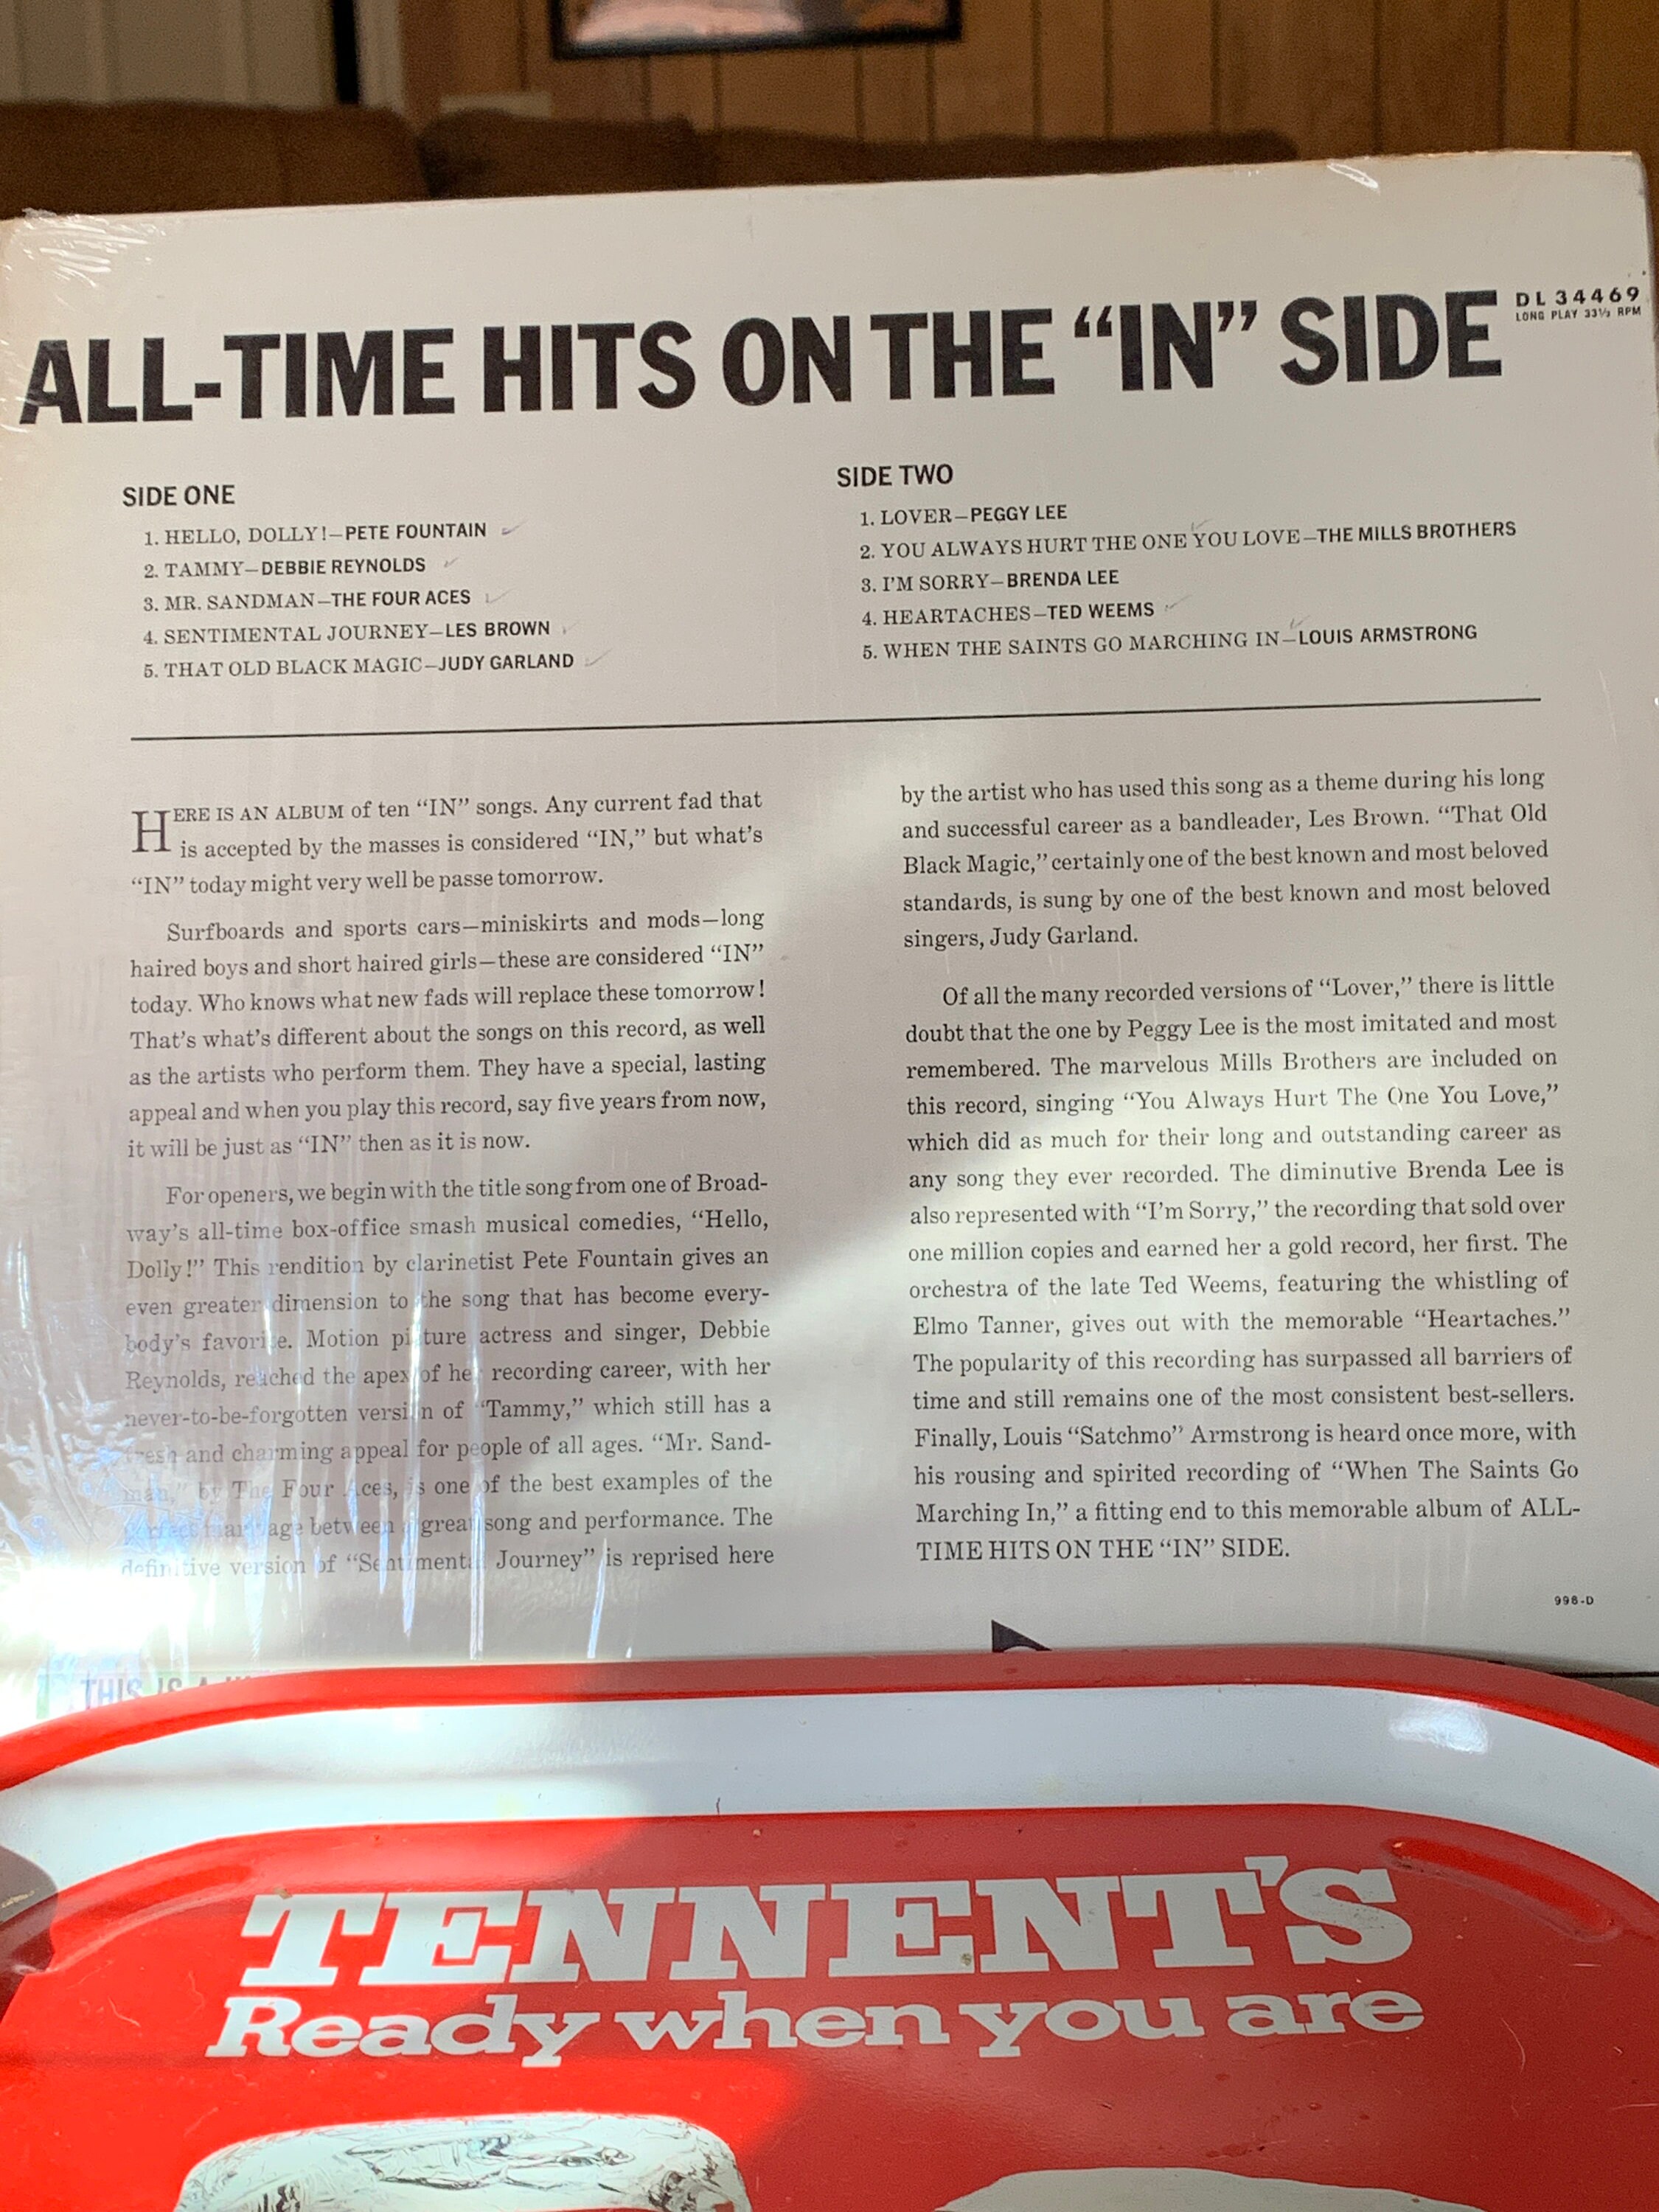 ALL-TIME HITS ON THE “IN” SIDE
DL 34469
LONG PLAY 33⅓ RPM
SIDE ONE
1. HELLO, DOLLY!—PETE FOUNTAIN
2. TAMMY—DEBBIE REYNOLDS
3. MR. SANDMAN—THE FOUR ACES
4. SENTIMENTAL JOURNEY—LES BROWN
5. THAT OLD BLACK MAGIC—JUDY GARLAND
SIDE TWO
1. LOVER—PEGGY LEE
2. YOU ALWAYS HURT THE ONE YOU LOVE—THE MILLS BROTHERS
3. I'M SORRY—BRENDA LEE
4. HEARTACHES—TED WEEMS
5. WHEN THE SAINTS GO MARCHING IN—LOUIS ARMSTRONG
HERE IS AN ALBUM of ten “IN” songs. Any current fad that
is accepted by the masses is considered “IN,” but what's
“IN” today might very well be passe tomorrow.
Surfboards and sports cars—miniskirts and mods—long
haired boys and short haired girls—these are considered “IN”
today. Who knows what new fads will replace these tomorrow!
That's what's different about the songs on this record, as well
as the artists who perform them. They have a special, lasting
appeal and when you play this record, say five years from now,
it will be just as “IN” then as it is now.
For openers, we begin with the title song from one of Broad-
way's all-time box-office smash musical comedies, “Hello,
Dolly!” This rendition by clarinetist Pete Fountain gives an
even greater dimension to the song that has become every-
body's favorite. Motion picture actress and singer, Debbie
Reynolds, reached the apex of her recording career, with her
never-to-be-forgotten version of “Tammy,” which still has a
fresh and charming appeal for people of all ages. “Mr. Sand-
man,” by The Four Aces, is one of the best examples of the
perfect marriage between a great song and performance. The
definitive version of “Sentimental Journey” is reprised here
by the artist who has used this song as a theme during his long
and successful career as a bandleader, Les Brown. “That Old
Black Magic,” certainly one of the best known and most beloved
standards, is sung by one of the best known and most beloved
singers, Judy Garland.
Of all the many recorded versions of “Lover,” there is little
doubt that the one by Peggy Lee is the most imitated and most
remembered. The marvelous Mills Brothers are included on
this record, singing “You Always Hurt The One You Love,”
which did as much for their long and outstanding career as
any song they ever recorded. The diminutive Brenda Lee is
also represented with “I'm Sorry,” the recording that sold over
one million copies and earned her a gold record, her first. The
orchestra of the late Ted Weems, featuring the whistling of
Elmo Tanner, gives out with the memorable “Heartaches.”
The popularity of this recording has surpassed all barriers of
time and still remains one of the most consistent best-sellers.
Finally, Louis “Satchmo” Armstrong is heard once more, with
his rousing and spirited recording of “When The Saints Go
Marching In,” a fitting end to this memorable album of ALL-
TIME HITS ON THE “IN” SIDE.
996-D
THIS IS A
TENNENT'S
Ready when you are